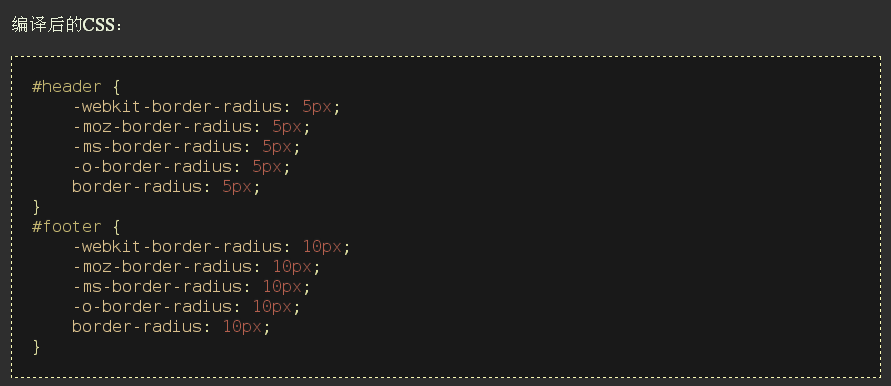 编译后的CSS：
#header {
    -webkit-border-radius: 5px;
    -moz-border-radius: 5px;
    -ms-border-radius: 5px;
    -o-border-radius: 5px;
    border-radius: 5px;
}
#footer {
    -webkit-border-radius: 10px;
    -moz-border-radius: 10px;
    -ms-border-radius: 10px;
    -o-border-radius: 10px;
    border-radius: 10px;
}